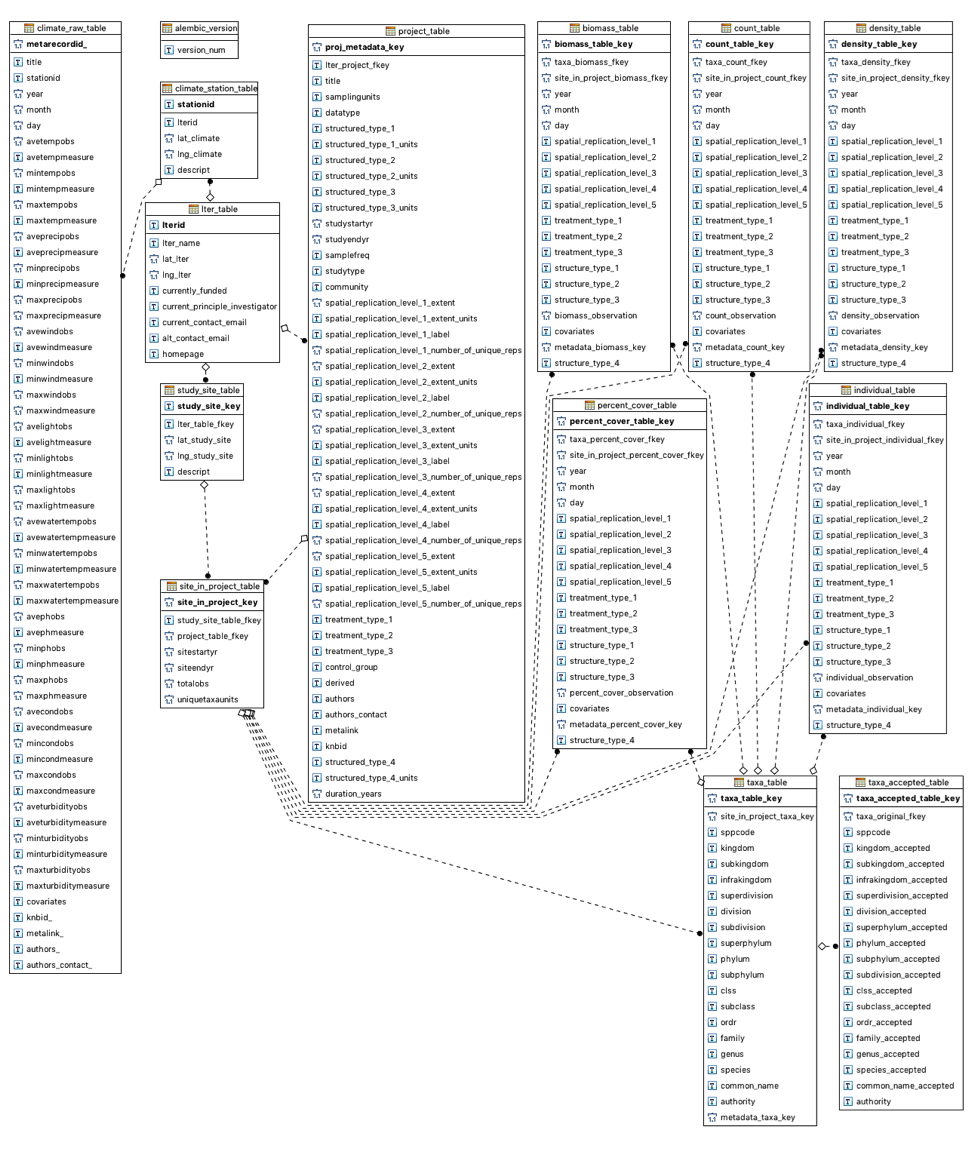 climate_raw_table
metarecordid_
title
stationid
year
month
day
avetempobs
avetempmeasure
mintempobs
mintempmeasure
maxtempobs
maxtempmeasure
aveprecipobs
aveprecipmeasure
minprecipobs
minprecipmeasure
maxprecipobs
maxprecipmeasure
avewindobs
avewindmeasure
minwindobs
minwindmeasure
maxwindobs
maxwindmeasure
avelightobs
avelightmeasure
minlightobs
minlightmeasure
maxlightobs
maxlightmeasure
avewatertempobs
avewatertempmeasure
minwatertempobs
minwatertempmeasure
maxwatertempobs
maxwatertempmeasure
avephobs
avephmeasure
minphobs
minphmeasure
maxphobs
maxphmeasure
avecondobs
avecondmeasure
mincondobs
mincondmeasure
maxcondobs
maxcondmeasure
aveturbidityobs
aveturbiditymeasure
minturbidityobs
minturbiditymeasure
maxturbidityobs
maxturbiditymeasure
covariates
knbid_
metalink_
authors_
authors_contact_
alembic_version
version_num
climate_station_table
stationid
lterid
lat_climate
lng_climate
descript
lter_table
lterid
lter_name
lat_lter
lng_lter
currently_funded
current_principle_investigator
current_contact_email
alt_contact_email
homepage
study_site_table
study_site_key
lter_table_fkey
lat_study_site
lng_study_site
descript
site_in_project_table
site_in_project_key
study_site_table_fkey
project_table_fkey
sitestartyr
siteendyr
totalobs
uniquetaxaunits
project_table
proj_metadata_key
lter_project_fkey
title
samplingunits
datatype
structured_type_1
structured_type_1_units
structured_type_2
structured_type_2_units
structured_type_3
structured_type_3_units
studystartyr
studyendyr
samplefreq
studytype
community
spatial_replication_level_1_extent
spatial_replication_level_1_extent_units
spatial_replication_level_1_label
spatial_replication_level_1_number_of_unique_reps
spatial_replication_level_2_extent
spatial_replication_level_2_extent_units
spatial_replication_level_2_label
spatial_replication_level_2_number_of_unique_reps
spatial_replication_level_3_extent
spatial_replication_level_3_extent_units
spatial_replication_level_3_label
spatial_replication_level_3_number_of_unique_reps
spatial_replication_level_4_extent
spatial_replication_level_4_extent_units
spatial_replication_level_4_label
spatial_replication_level_4_number_of_unique_reps
spatial_replication_level_5_extent
spatial_replication_level_5_extent_units
spatial_replication_level_5_label
spatial_replication_level_5_number_of_unique_reps
treatment_type_1
treatment_type_2
treatment_type_3
control_group
derived
authors
authors_contact
metalink
knbid
structured_type_4
structured_type_4_units
duration_years
biomass_table
biomass_table_key
taxa_biomass_fkey
site_in_project_biomass_fkey
year
month
day
spatial_replication_level_1
spatial_replication_level_2
spatial_replication_level_3
spatial_replication_level_4
spatial_replication_level_5
treatment_type_1
treatment_type_2
treatment_type_3
structure_type_1
structure_type_2
structure_type_3
biomass_observation
covariates
metadata_biomass_key
structure_type_4
count_table
count_table_key
taxa_count_fkey
site_in_project_count_fkey
year
month
day
spatial_replication_level_1
spatial_replication_level_2
spatial_replication_level_3
spatial_replication_level_4
spatial_replication_level_5
treatment_type_1
treatment_type_2
treatment_type_3
structure_type_1
structure_type_2
structure_type_3
count_observation
covariates
metadata_count_key
structure_type_4
density_table
density_table_key
taxa_density_fkey
site_in_project_density_fkey
year
month
day
spatial_replication_level_1
spatial_replication_level_2
spatial_replication_level_3
spatial_replication_level_4
spatial_replication_level_5
treatment_type_1
treatment_type_2
treatment_type_3
structure_type_1
structure_type_2
structure_type_3
density_observation
covariates
metadata_density_key
structure_type_4
percent_cover_table
percent_cover_table_key
taxa_percent_cover_fkey
site_in_project_percent_cover_fkey
year
month
day
spatial_replication_level_1
spatial_replication_level_2
spatial_replication_level_3
spatial_replication_level_4
spatial_replication_level_5
treatment_type_1
treatment_type_2
treatment_type_3
structure_type_1
structure_type_2
structure_type_3
percent_cover_observation
covariates
metadata_percent_cover_key
structure_type_4
individual_table
individual_table_key
taxa_individual_fkey
site_in_project_individual_fkey
year
month
day
spatial_replication_level_1
spatial_replication_level_2
spatial_replication_level_3
spatial_replication_level_4
spatial_replication_level_5
treatment_type_1
treatment_type_2
treatment_type_3
structure_type_1
structure_type_2
structure_type_3
individual_observation
covariates
metadata_individual_key
structure_type_4
taxa_table
taxa_table_key
site_in_project_taxa_key
sppcode
kingdom
subkingdom
infrakingdom
superdivision
division
subdivision
superphylum
phylum
subphylum
clss
subclass
ordr
family
genus
species
common_name
authority
metadata_taxa_key
taxa_accepted_table
taxa_accepted_table_key
taxa_original_fkey
sppcode
kingdom_accepted
subkingdom_accepted
infrakingdom_accepted
superdivision_accepted
division_accepted
superphylum_accepted
phylum_accepted
subphylum_accepted
subdivision_accepted
clss_accepted
subclass_accepted
ordr_accepted
family_accepted
genus_accepted
species_accepted
common_name_accepted
authority